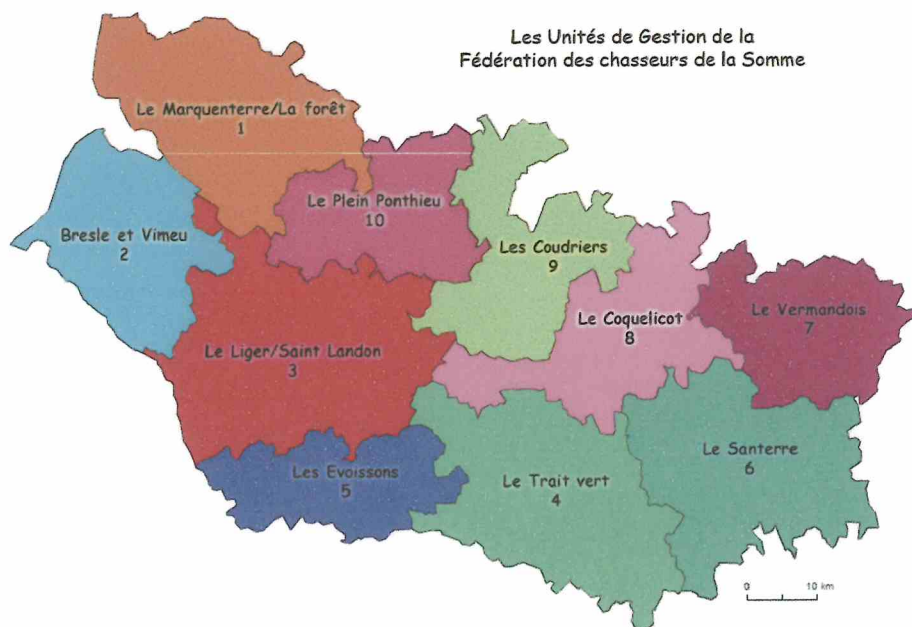 Les Unités de Gestion de la
Fédération des chasseurs de la Somme
Le Marquenterre/La forêt
1
Le Plein Ponthieu
10
Bresle et Vimeu
2
Les Coudriers
9
Le Coquelicot
8
Le Vermandois
7
Le Liger/Saint Landon
3
Le Santerre
6
Les Evoissons
5
Le Trait vert
4
0 10 km